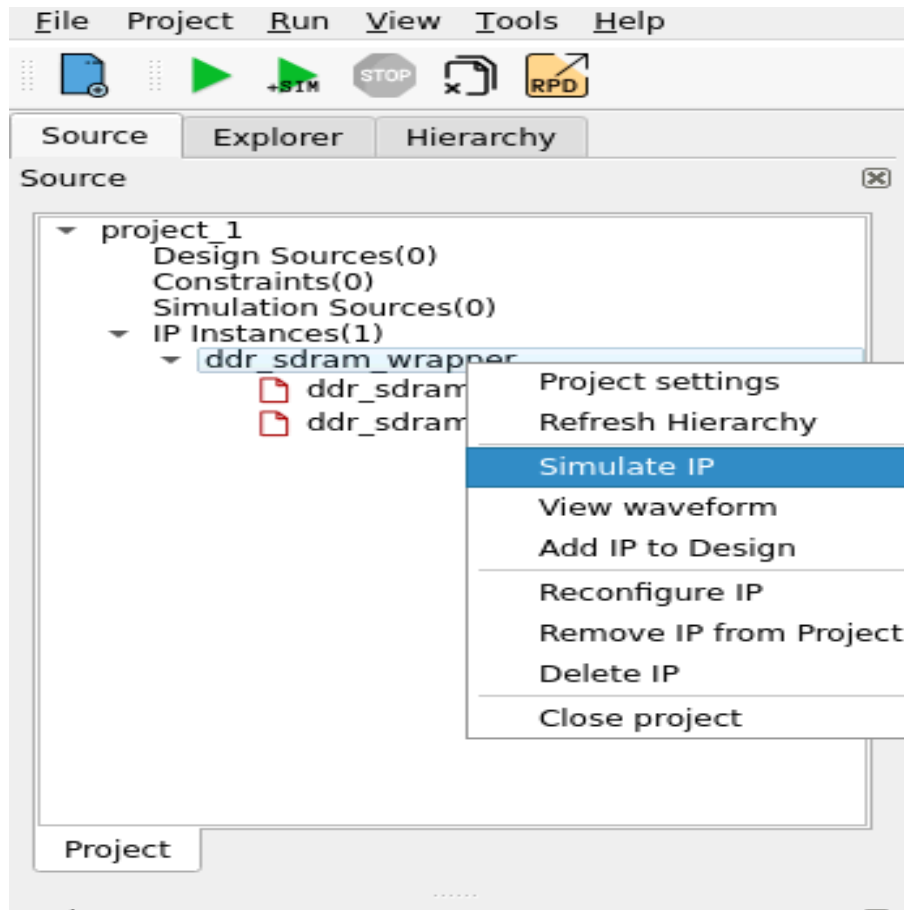 File Project Run View Tools Help
+SIM STOP RPD
Source Explorer Hierarchy
Source
project_1
Design Sources(0)
Constraints(0)
Simulation Sources(0)
IP Instances(1)
ddr_sdram_wrapper
ddr_sdram
ddr_sdram
Project settings
Refresh Hierarchy
Simulate IP
View waveform
Add IP to Design
Reconfigure IP
Remove IP from Project
Delete IP
Close project
Project